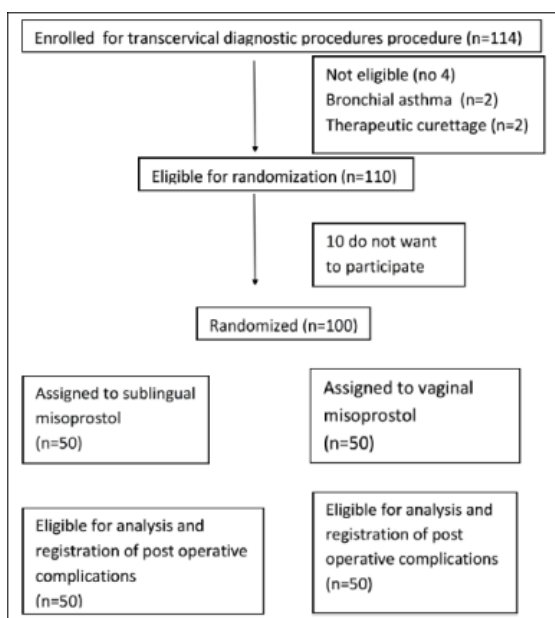 Enrolled for transcervical diagnostic procedures procedure (n=114)
Not eligible (no 4)
Bronchial asthma (n=2)
Therapeutic curettage (n=2)
Eligible for randomization (n=110)
10 do not want
to participate
Randomized (n=100)
Assigned to sublingual
misoprostol
(n=50)
Assigned to vaginal
misoprostol
(n=50)
Eligible for analysis and
registration of post operative
complications
(n=50)
Eligible for analysis and
registration of post
operative complications
(n=50)